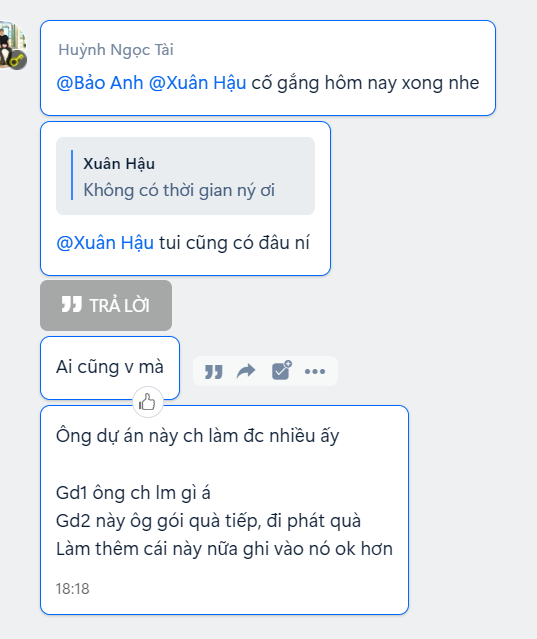 Huỳnh Ngọc Tài
@Bảo Anh @Xuân Hậu cố gắng hôm nay xong nhe
Xuân Hậu
Không có thời gian ný ơi
@Xuân Hậu tui cũng có đâu ní
TRẢ LỜI
Ai cũng v mà
Ông dự án này ch làm đc nhiều ấy
Gd1 ông ch lm gì á
Gd2 này ôg gói quà tiếp, đi phát quà
Làm thêm cái này nữa ghi vào nó ok hơn
18:18